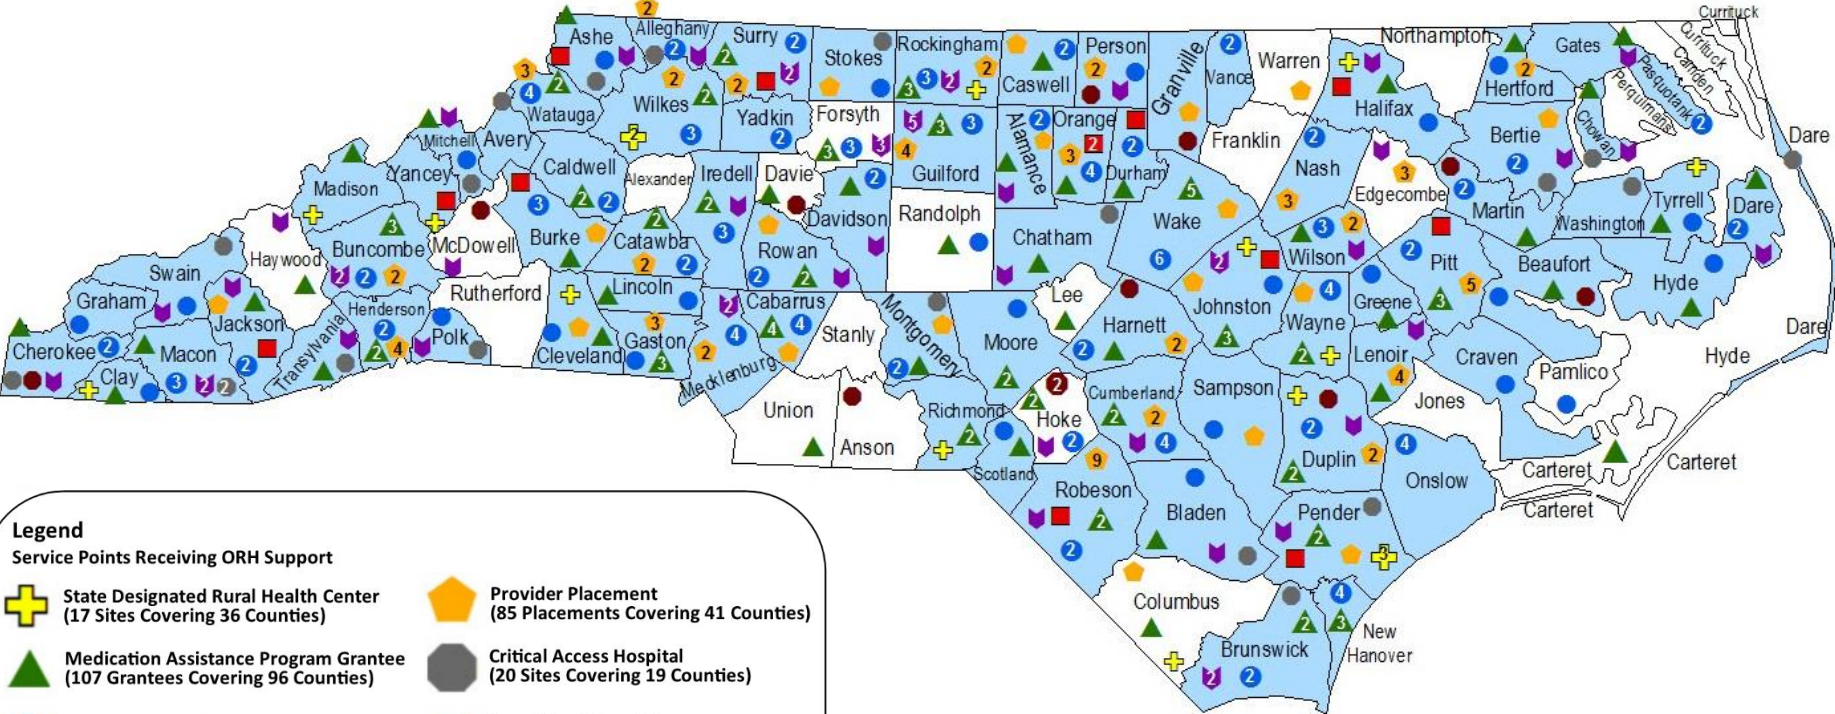 Currituck
Alleghany
Ashe
Surry
Stokes
Rockingham
Caswell
Person
Granville
Vance
Warren
Northampton
Gates
Currituck
Camden
Pasquotank
Perquimans
Hertford
Halifax
Watauga
Wilkes
Yadkin
Forsyth
Guilford
Alamance
Orange
Durham
Franklin
Nash
Bertie
Chowan
Dare
Mitchell
Avery
Yancey
Madison
Caldwell
Alexander
Iredell
Davie
Davidson
Randolph
Chatham
Wake
Edgecombe
Martin
Washington
Tyrrell
Dare
Haywood
Buncombe
McDowell
Burke
Catawba
Rowan
Wilson
Pitt
Beaufort
Hyde
Swain
Graham
Jackson
Henderson
Rutherford
Lincoln
Cabarrus
Montgomery
Lee
Johnston
Greene
Wayne
Dare
Cherokee
Clay
Macon
Transylvania
Polk
Cleveland
Gaston
Mecklenburg
Stanly
Moore
Harnett
Lenoir
Craven
Pamlico
Hyde
Union
Anson
Richmond
Hoke
Cumberland
Sampson
Duplin
Jones
Onslow
Carteret
Carteret
Carteret
Scotland
Robeson
Bladen
Pender
Columbus
Brunswick
New
Hanover
Legend
Service Points Receiving ORH Support
State Designated Rural Health Center
(17 Sites Covering 36 Counties)
Provider Placement
(85 Placements Covering 41 Counties)
Medication Assistance Program Grantee
(107 Grantees Covering 96 Counties)
Critical Access Hospital
(20 Sites Covering 19 Counties)